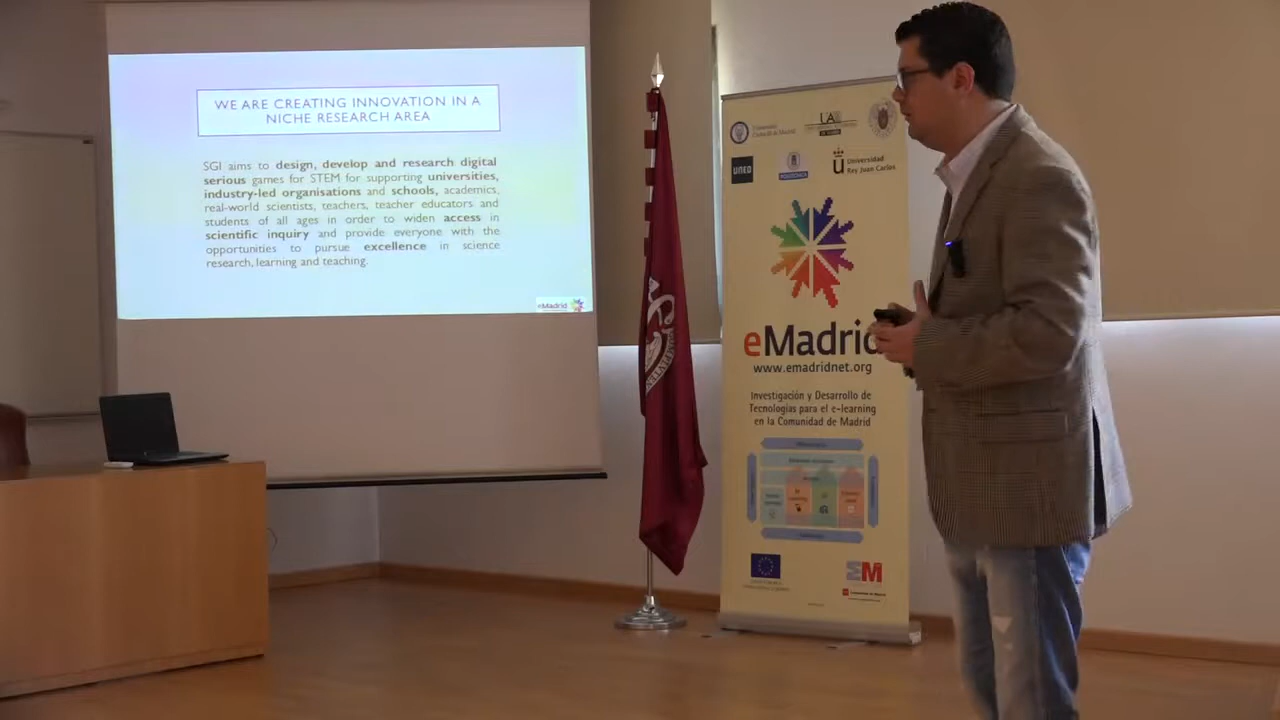 WE ARE CREATING INNOVATION IN A
NICHE RESEARCH AREA
SGI aims to design, develop and research digital
serious games for STEM for supporting universities,
industry-led organisations and schools, academics,
real-world scientists, teachers, teacher educators and
students of all ages in order to widen access in
scientific inquiry and provide everyone with the
opportunities to pursue excellence in science
research, learning and teaching.
eMadrid
UNED
POLITÉCNICA
Universidad
Rey Juan Carlos
eMadrid
www.emadridnet.org
Investigación y Desarrollo de
Tecnologías para el e-learning
en la Comunidad de Madrid
EM